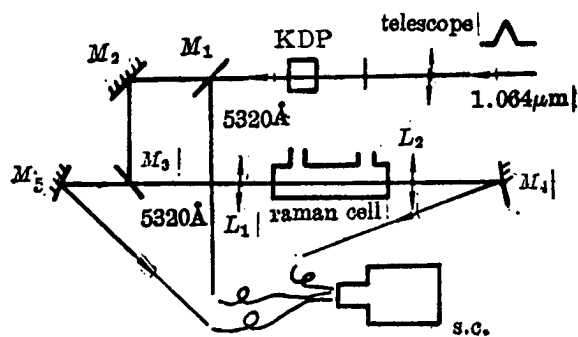 telescope
KDP
M1
M2
1.064μm
5320Å
L2
M3
M5
M4
5320Å
L1
raman cell
s.c.